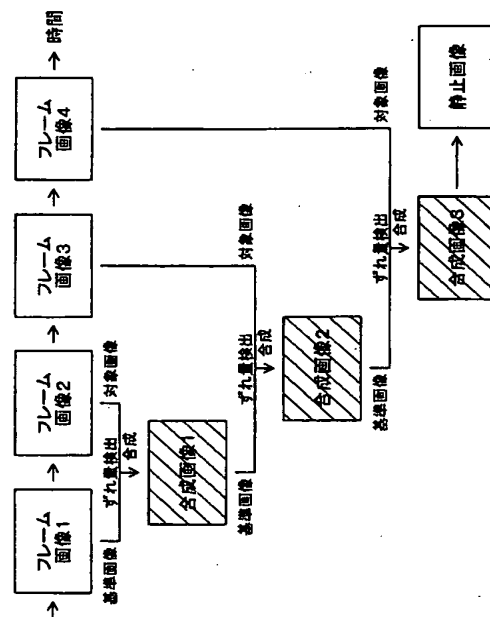 フレーム
画像1
フレーム
画像2
フレーム
画像3
フレーム
画像4
時間
基準画像
対象画像
ずれ量検出
合成
合成画像1
基準画像
対象画像
ずれ量検出
合成
合成画像2
基準画像
対象画像
ずれ量検出
合成
合成画像3
静止画像